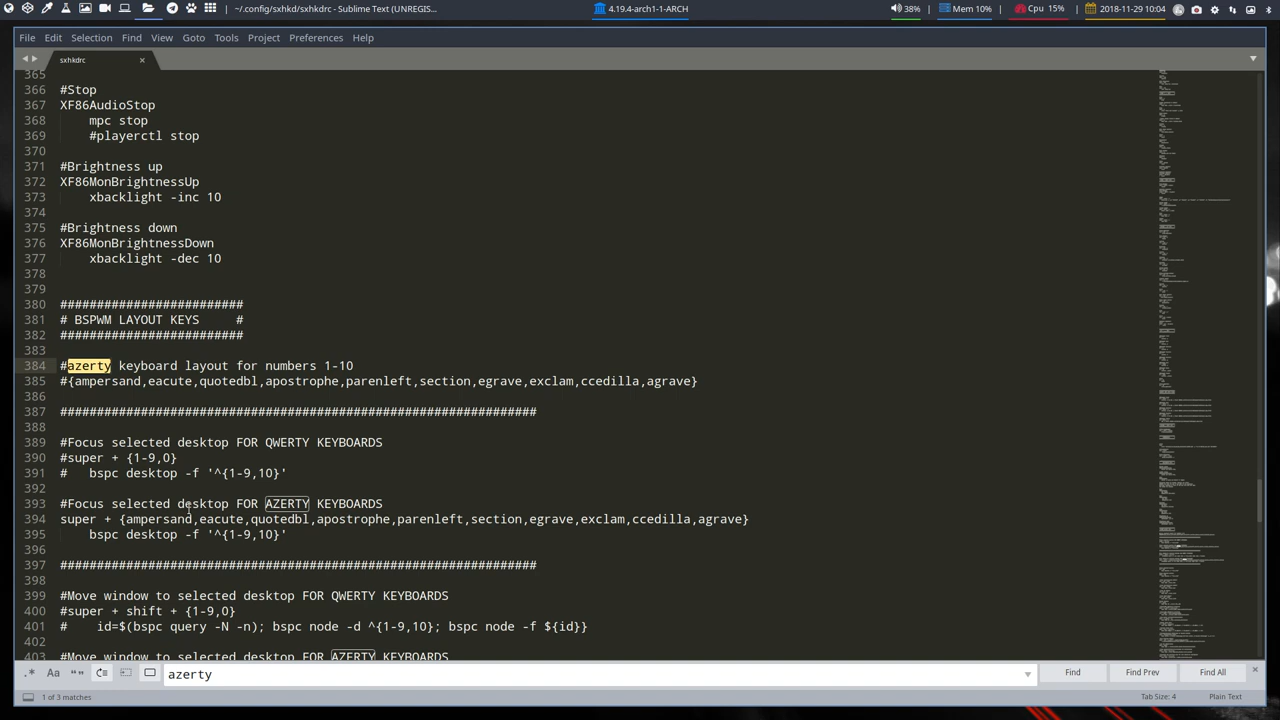 ~/.config/sxhkd/sxhkdrc - Sublime Text (UNREGIS...
4.19.4-arch1-1-ARCH
38%
Mem 10%
Cpu 15%
2018-11-29 10:04
File Edit Selection Find View Goto Tools Project Preferences Help
sxhkdrc
365
366 #Stop
367 XF86AudioStop
368 mpc stop
369 #playerctl stop
370
371 #Brightness up
372 XF86MonBrightnessUp
373 xbacklight -inc 10
374
375 #Brightness down
376 XF86MonBrightnessDown
377 xbacklight -dec 10
378
379
380 #########################
381 # BSPWM LAYOUT KEYS #
382 #########################
383
384 #azerty keyboard layout for numbers 1-10
385 #{ampersand,eacute,quotedbl,apostrophe,parenleft,section,egrave,exclam,ccedilla,agrave}
386
387 #################################################################
388
389 #Focus selected desktop FOR QWERTY KEYBOARDS
390 #super + {1-9,0}
391 # bspc desktop -f '^{1-9,10}'
392
393 #Focus slected desktop FOR AZERTY KEYBOARDS
394 super + {ampersand,eacute,quotedbl,apostrophe,parenleft,section,egrave,exclam,ccedilla,agrave}
395 bspc desktop -f '^{1-9,10}'
396
397 #################################################################
398
399 #Move window to selected desktop FOR QWERTY KEYBOARDS
400 #super + shift + {1-9,0}
401 # id=$(bspc query -N -n); bspc node -d ^{1-9,10}; bspc node -f ${id}}
402
#Move window to selected desktop FOR AZERTY KEYBOARDS
.* Aa “” azerty Find Find Prev Find All
1 of 3 matches
Tab Size: 4
Plain Text